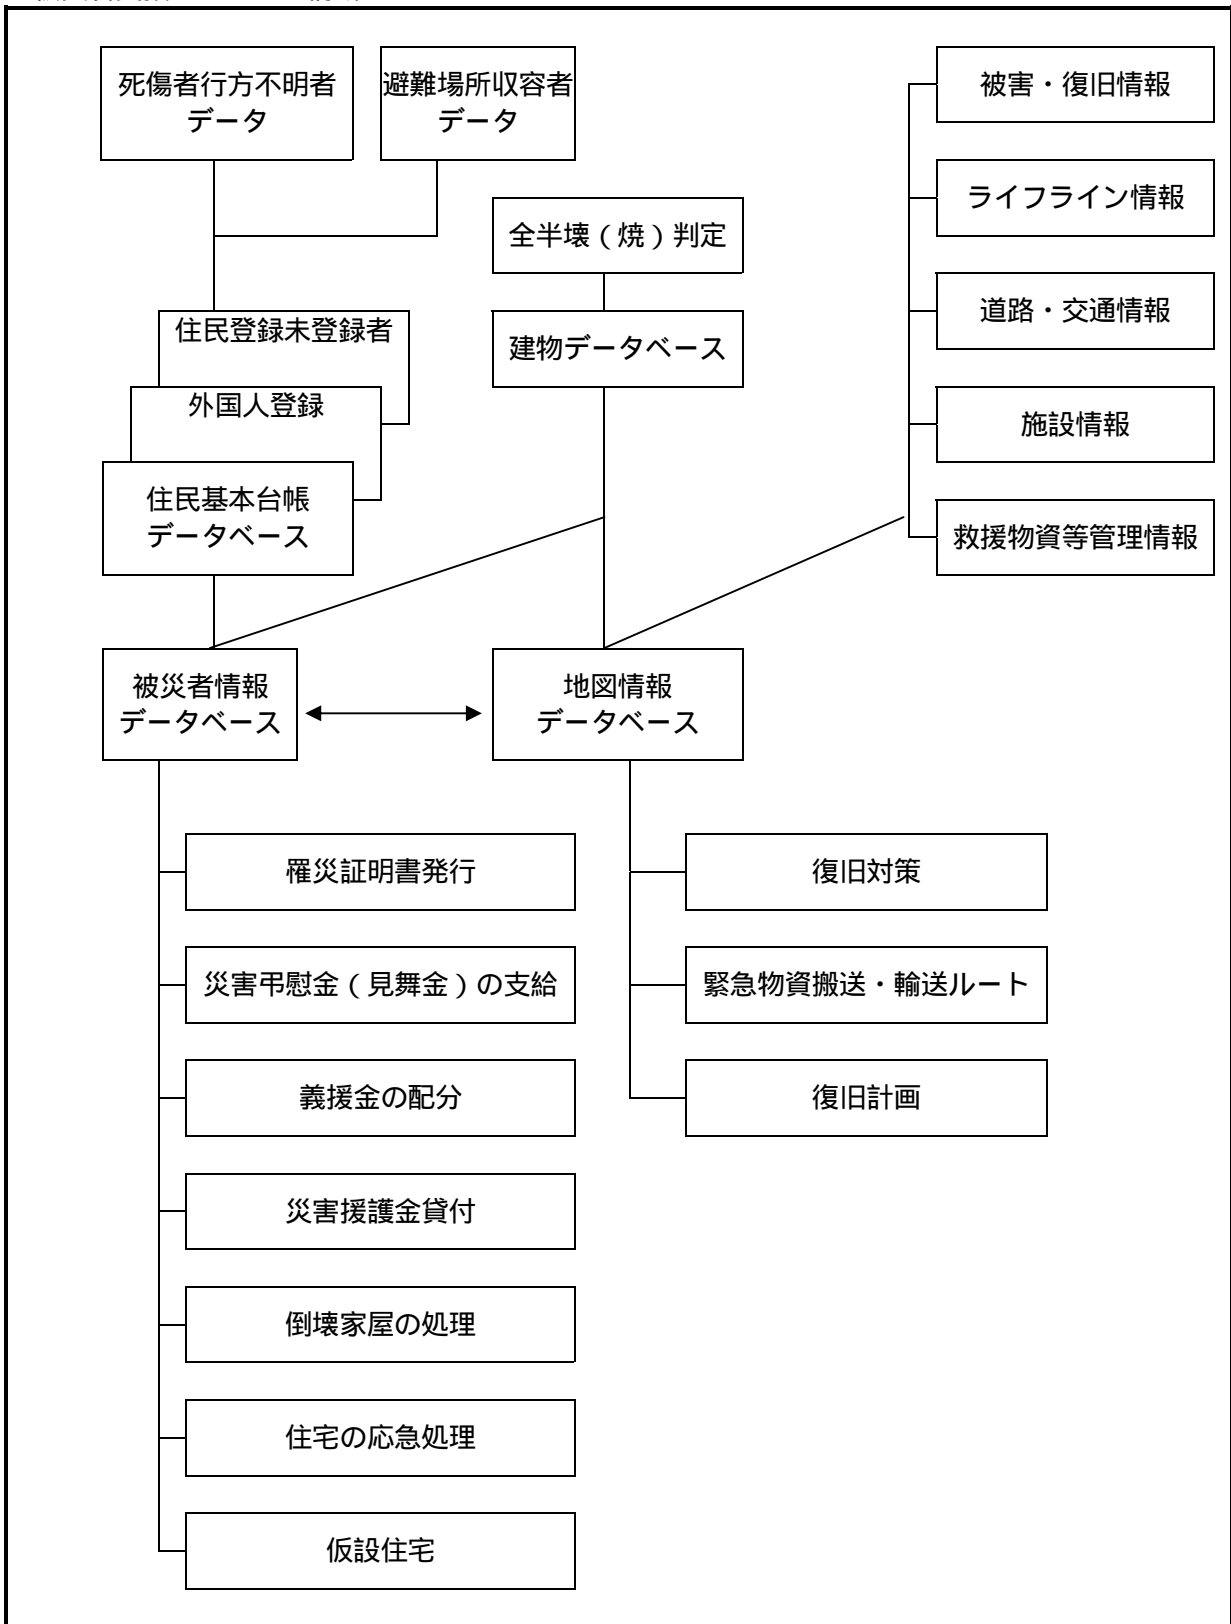 死傷者行方不明者
データ
避難場所収容者
データ
全半壊（焼）判定
建物データベース
住民登録未登録者
外国人登録
住民基本台帳
データベース
被害・復旧情報
ライフライン情報
道路・交通情報
施設情報
救援物資等管理情報
被災者情報
データベース
地図情報
データベース
罹災証明書発行
災害弔慰金（見舞金）の支給
義援金の配分
災害援護金貸付
倒壊家屋の処理
住宅の応急処理
仮設住宅
復旧対策
緊急物資搬送・輸送ルート
復旧計画